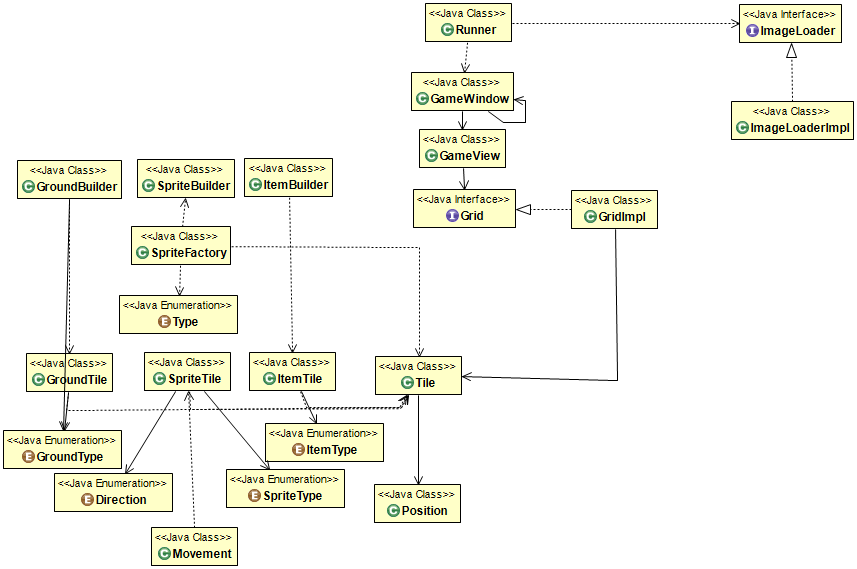 <<Java Class>>
C Runner
<<Java Interface>>
I ImageLoader
<<Java Class>>
C GameWindow
<<Java Class>>
C ImageLoaderImpl
<<Java Class>>
C GameView
<<Java Class>>
C GroundBuilder
<<Java Class>>
C SpriteBuilder
<<Java Class>>
C ItemBuilder
<<Java Interface>>
I Grid
<<Java Class>>
C GridImpl
<<Java Class>>
C SpriteFactory
<<Java Enumeration>>
E Type
<<Java Class>>
C GroundTile
<<Java Class>>
C SpriteTile
<<Java Class>>
C ItemTile
<<Java Class>>
C Tile
<<Java Enumeration>>
E GroundType
<<Java Enumeration>>
E ItemType
<<Java Enumeration>>
E Direction
<<Java Enumeration>>
E SpriteType
<<Java Class>>
C Position
<<Java Class>>
C Movement